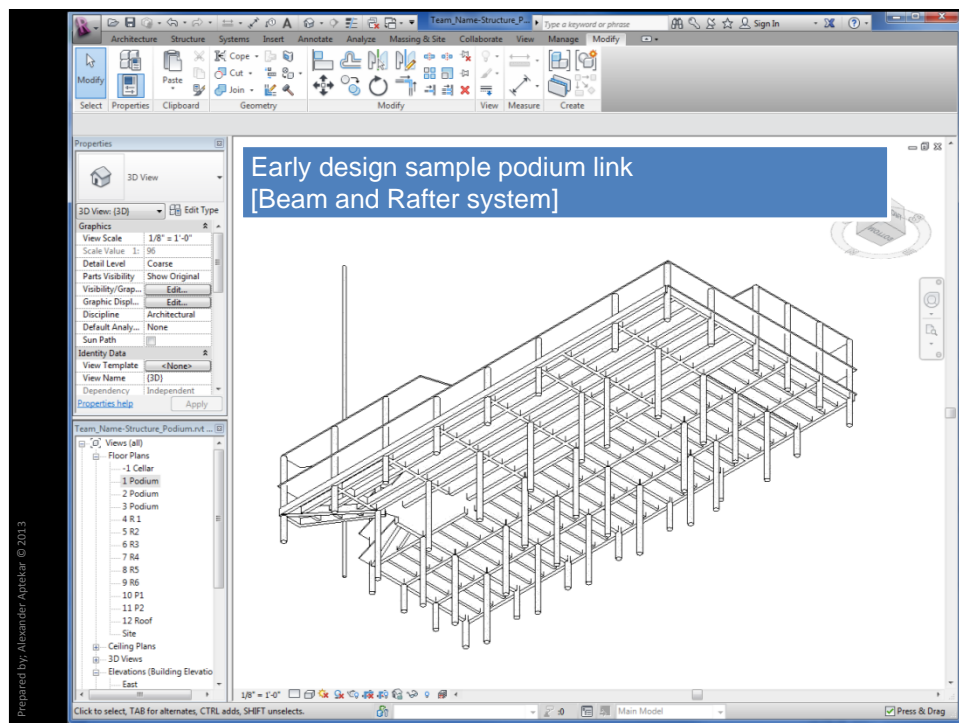 Team_Name-Structure_P...
Type a keyword or phrase
Sign In
Architecture Structure Systems Insert Annotate Analyze Massing & Site Collaborate View Manage Modify
Modify
Paste
Cope
Cut
Join
Select Properties Clipboard Geometry Modify View Measure Create
Properties
Early design sample podium link
[Beam and Rafter system]
3D View
3D View: {3D} Edit Type
Graphics
View Scale 1/8" = 1'-0"
Scale Value 1: 96
Detail Level Coarse
Parts Visibility Show Original
Visibility/Grap... Edit...
Graphic Displ... Edit...
Discipline Architectural
Default Analy... None
Sun Path
Identity Data
View Template <None>
View Name {3D}
Dependency Independent
Properties help Apply
Team_Name-Structure_Podium.rvt ...
Views (all)
Floor Plans
-1 Cellar
1 Podium
2 Podium
3 Podium
4 R 1
5 R2
6 R3
7 R4
8 R5
9 R6
10 P1
11 P2
12 Roof
Site
Ceiling Plans
3D Views
Elevations (Building Elevatio
East
1/8" = 1'-0"
Click to select, TAB for alternates, CTRL adds, SHIFT unselects.
:0
Main Model
Press & Drag
Prepared by; Alexander Aptekar © 2013